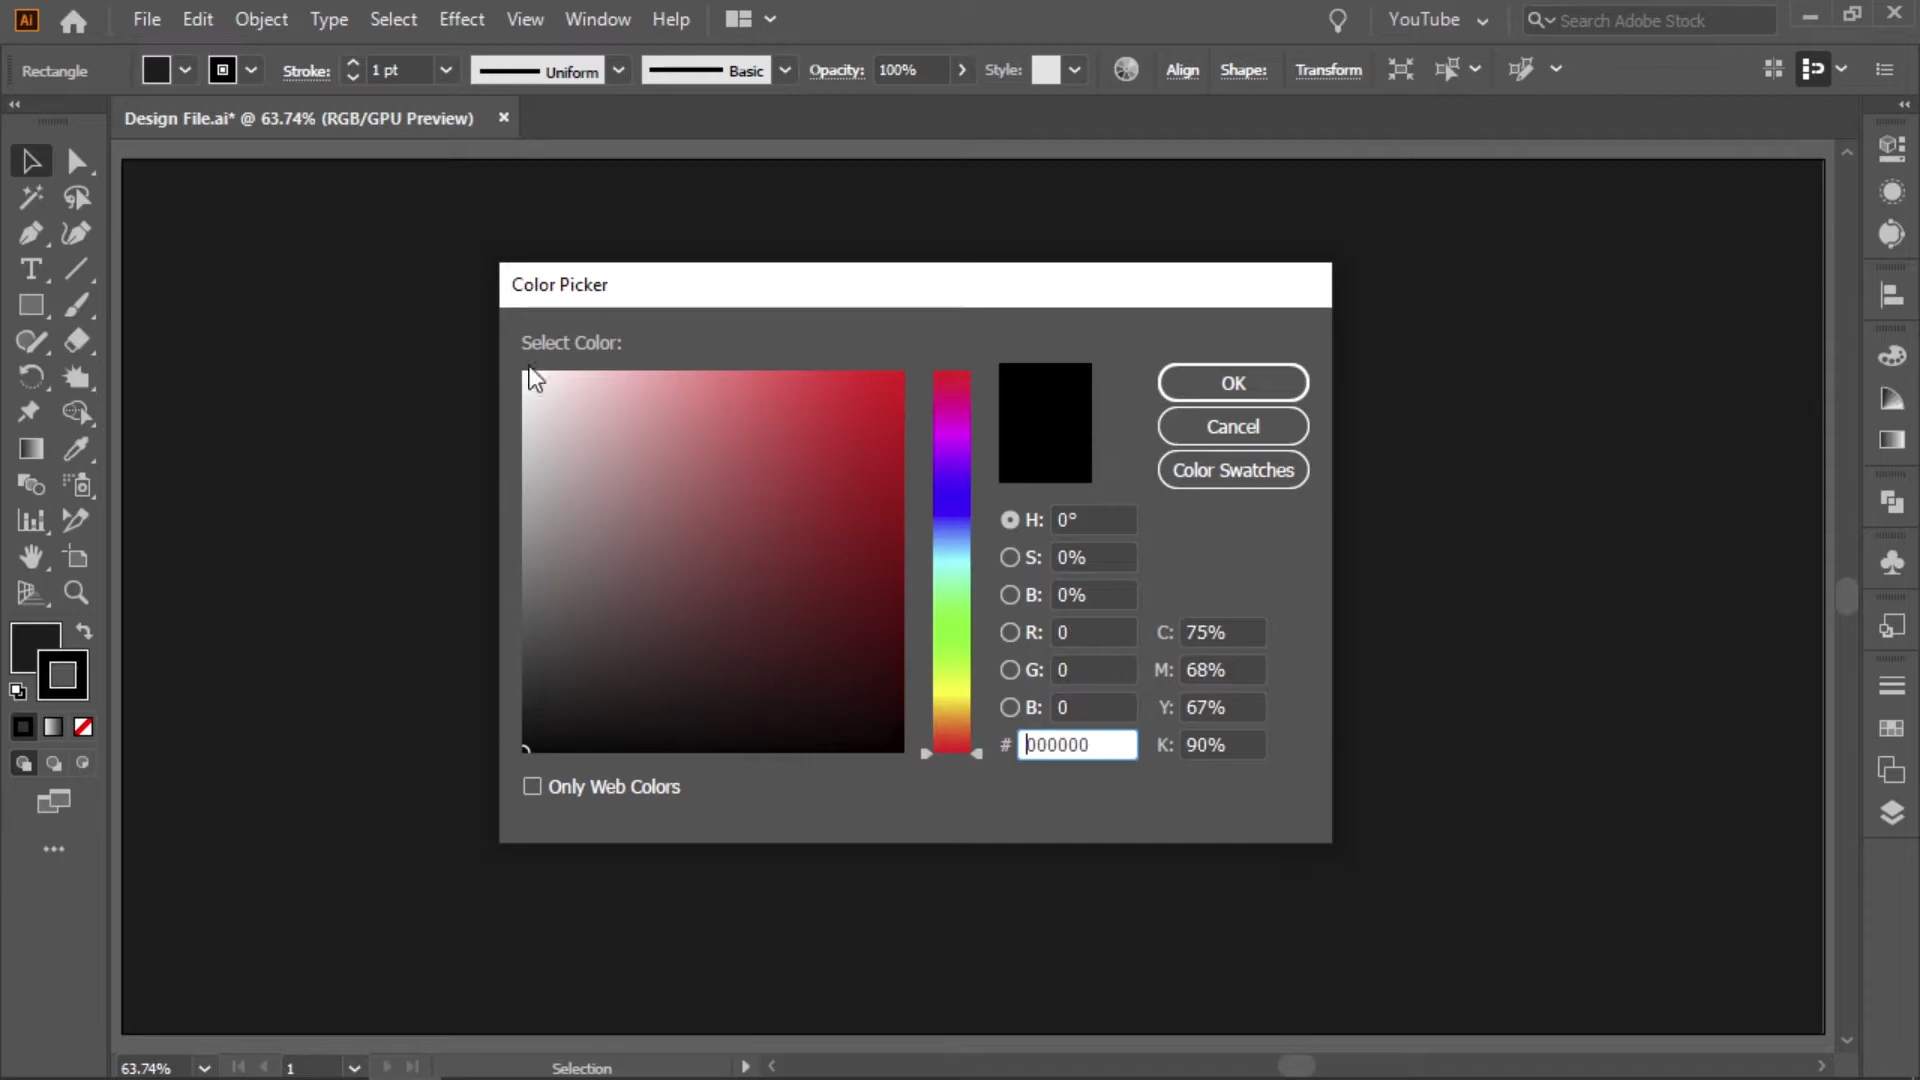 Ai File Edit Object Type Select Effect View Window Help YouTube Search Adobe Stock
Rectangle Stroke: 1 pt Uniform Basic Opacity: 100% Style: Align Shape: Transform
Design File.ai* @ 63.74% (RGB/GPU Preview) ×
Color Picker
Select Color:
OK
Cancel
Color Swatches
H: 0°
S: 0%
B: 0%
R: 0 C: 75%
G: 0 M: 68%
B: 0 Y: 67%
# 000000 K: 90%
Only Web Colors
63.74% 1 Selection